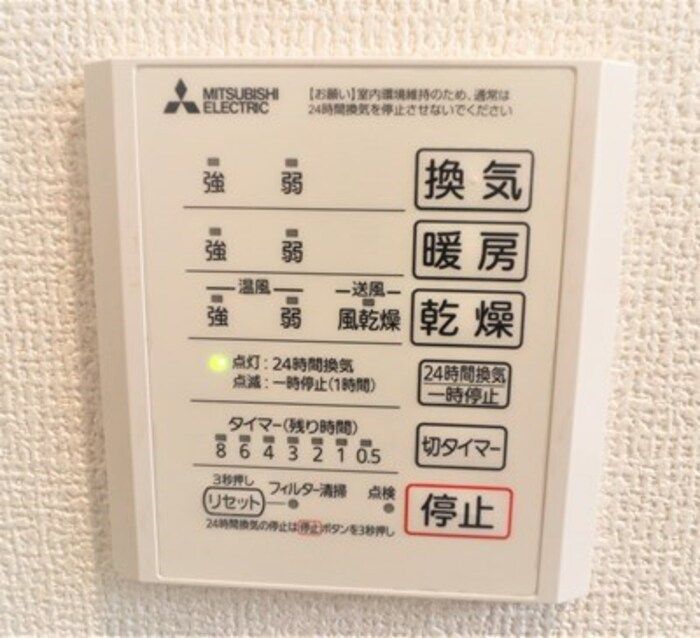 MITSUBISHI
ELECTRIC
【お願い】室内環境維持のため、通常は
24時間換気を停止させないでください
強 弱 換気
強 弱 暖房
温風 送風
強 弱 風乾燥 乾燥
点灯:24時間換気
点滅:一時停止(1時間)
24時間換気
一時停止
タイマー(残り時間)
8 6 4 3 2 1 0.5
切タイマー
3秒押し
リセット フィルター清掃 点検
停止
24時間換気の停止は停止ボタンを3秒押し